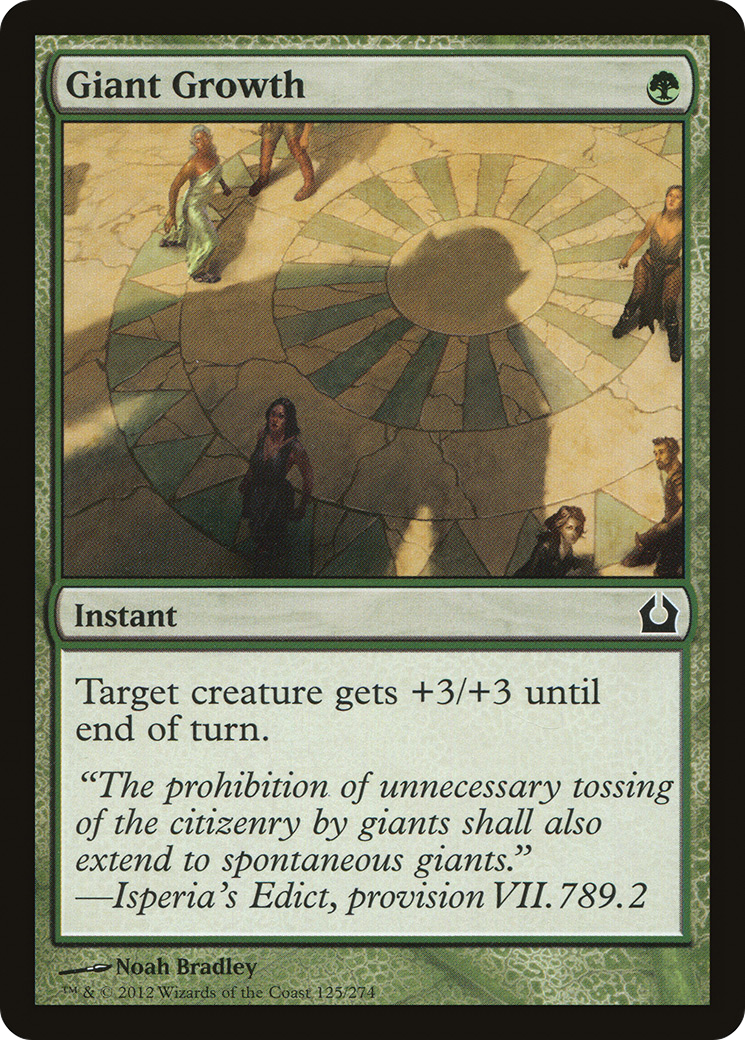 Giant Growth
Instant
Target creature gets +3/+3 until
end of turn.
“The prohibition of unnecessary tossing
of the citizenry by giants shall also
extend to spontaneous giants.”
—Isperia’s Edict, provision VII.789.2
Noah Bradley
™ & © 2012 Wizards of the Coast 125/274